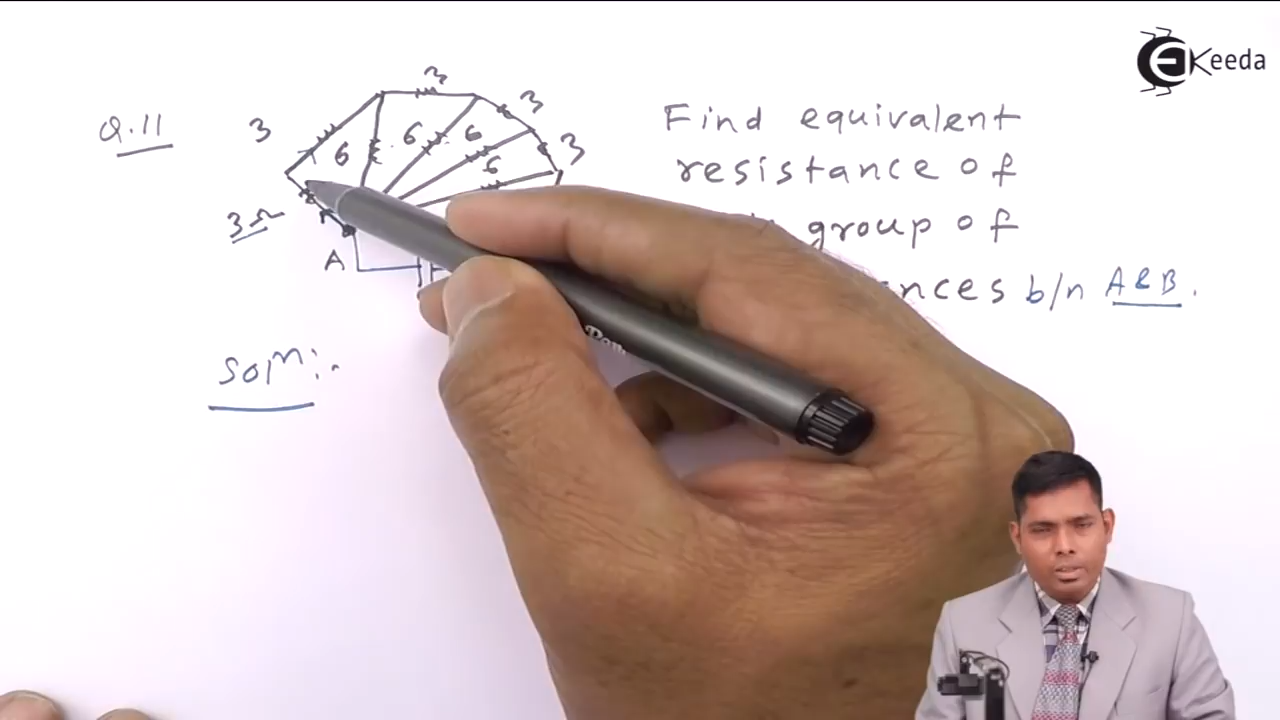 Keeda
Q.11
3
3
3
3
6
6
6
6
3Ω
A
Find equivalent
resistance of
group of
b/n A & B.
Soln:-